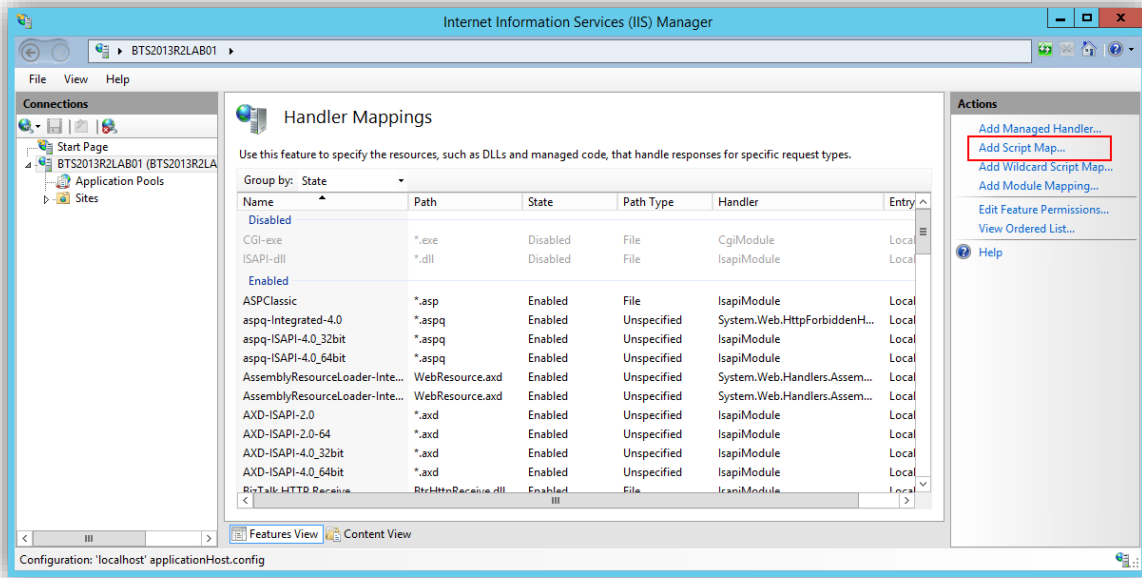 Internet Information Services (IIS) Manager
BTS2013R2LAB01
File View Help
Connections
Start Page
BTS2013R2LAB01 (BTS2013R2LA
Application Pools
Sites
Handler Mappings
Use this feature to specify the resources, such as DLLs and managed code, that handle responses for specific request types.
Group by: State
Name Path State Path Type Handler Entry
Disabled
CGI-exe *.exe Disabled File CgiModule Local
ISAPI-dll *.dll Disabled File IsapiModule Local
Enabled
ASPClassic *.asp Enabled File IsapiModule Local
aspq-Integrated-4.0 *.aspq Enabled Unspecified System.Web.HttpForbiddenH... Local
aspq-ISAPI-4.0_32bit *.aspq Enabled Unspecified IsapiModule Local
aspq-ISAPI-4.0_64bit *.aspq Enabled Unspecified IsapiModule Local
AssemblyResourceLoader-Inte... WebResource.axd Enabled Unspecified System.Web.Handlers.Assem... Local
AssemblyResourceLoader-Inte... WebResource.axd Enabled Unspecified System.Web.Handlers.Assem... Local
AXD-ISAPI-2.0 *.axd Enabled Unspecified IsapiModule Local
AXD-ISAPI-2.0-64 *.axd Enabled Unspecified IsapiModule Local
AXD-ISAPI-4.0_32bit *.axd Enabled Unspecified IsapiModule Local
AXD-ISAPI-4.0_64bit *.axd Enabled Unspecified IsapiModule Local
BizTalk HTTP Receive BtsHttpReceive.dll Enabled File IsapiModule Local
Features View Content View
Actions
Add Managed Handler...
Add Script Map...
Add Wildcard Script Map...
Add Module Mapping...
Edit Feature Permissions...
View Ordered List...
Help
Configuration: 'localhost' applicationHost.config